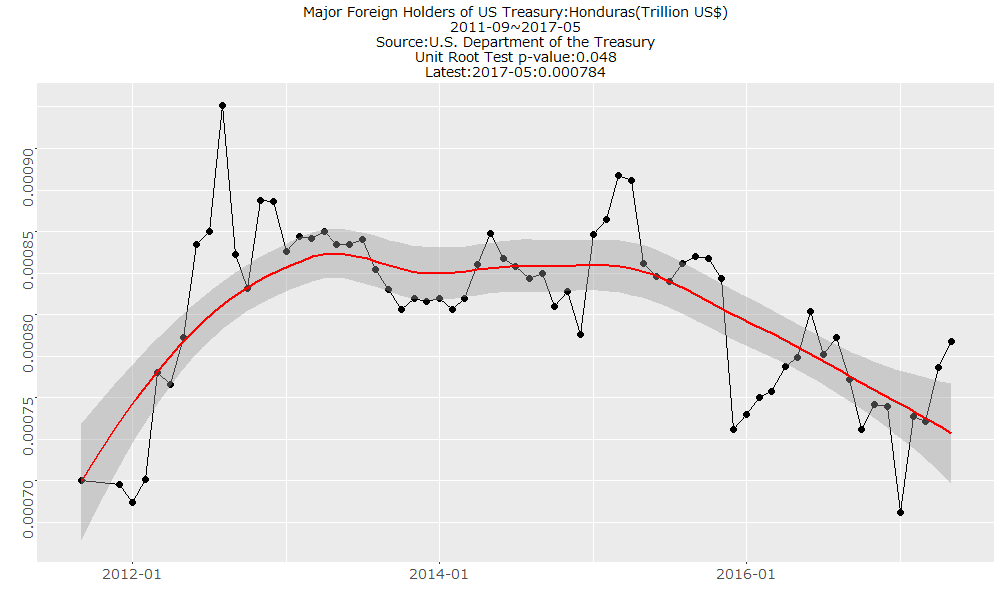 Major Foreign Holders of US Treasury:Honduras(Trillion US$)
2011-09~2017-05
Source:U.S. Department of the Treasury
Unit Root Test p-value:0.048
Latest:2017-05:0.000784
0.00090
0.00085
0.00080
0.00075
0.00070
2012-01
2014-01
2016-01